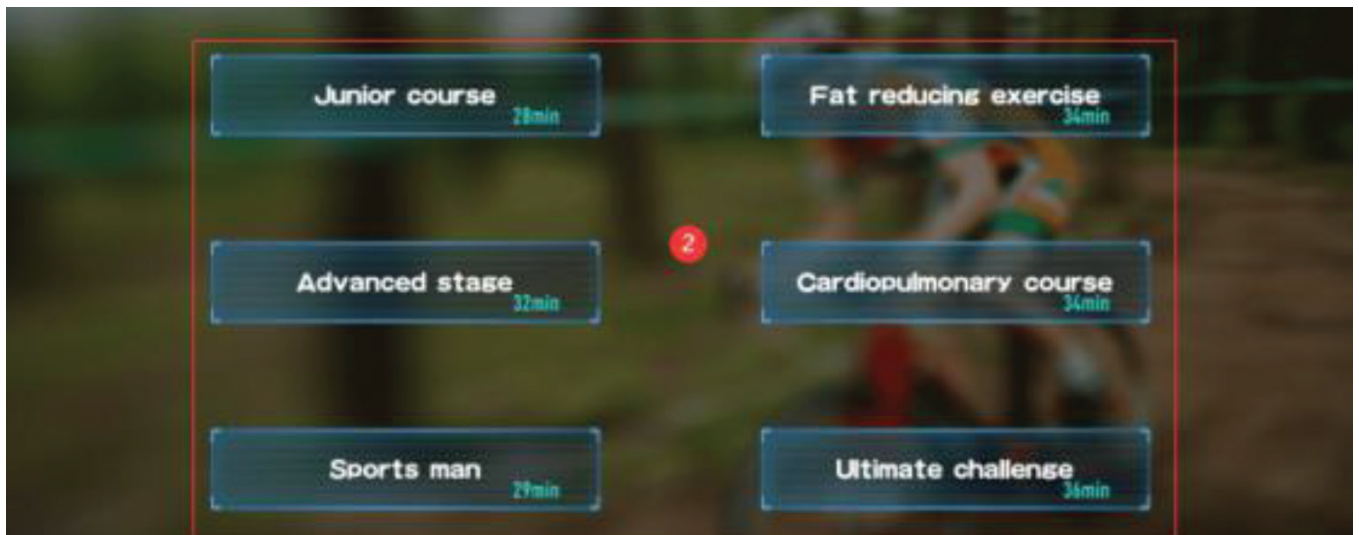 Junior course
28min
Fat reducing exercise
34min
2
Advanced stage
32min
Cardiopulmonary course
34min
Sports man
29min
Ultimate challenge
36min